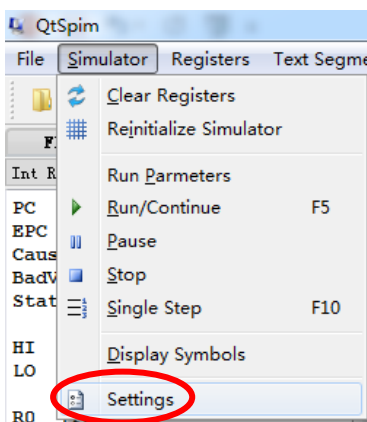 QtSpim
File Simulator Registers Text Segme
Clear Registers
Reinitialize Simulator
F
Int R
Run Parmeters
PC
Run/Continue F5
EPC
Pause
Caus
BadV
Stop
Stat
Single Step F10
HI
Display Symbols
LO
Settings
R0